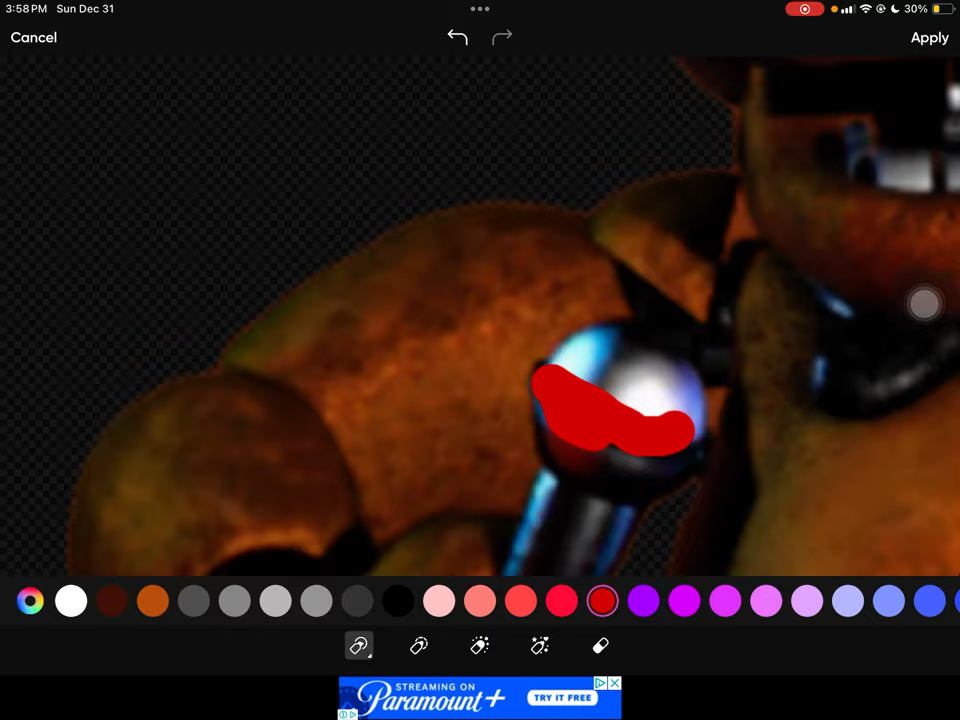 3:58 PM Sun Dec 31
30%
Cancel
Apply
STREAMING ON
Paramount+
TRY IT FREE